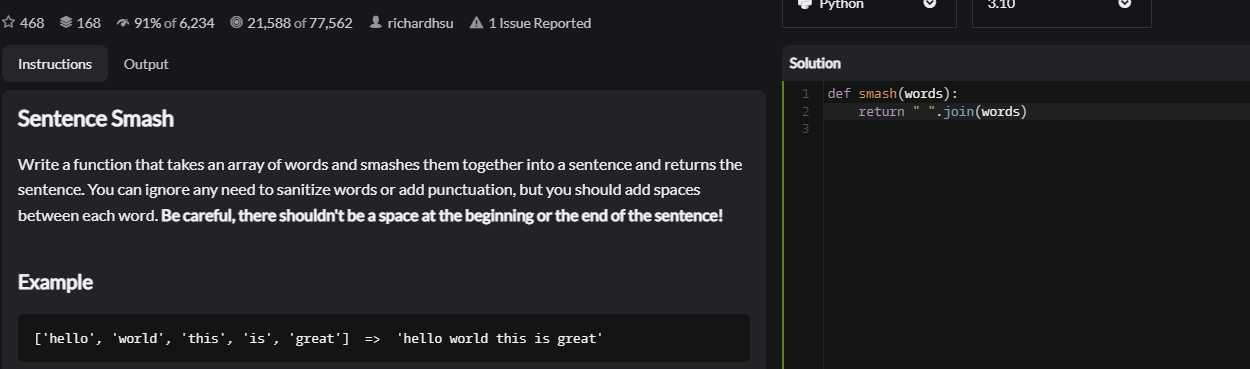 468 168 91% of 6,234 21,588 of 77,562 richardhsu 1 Issue Reported
Python 3.10
Instructions Output
Sentence Smash
Write a function that takes an array of words and smashes them together into a sentence and returns the
sentence. You can ignore any need to sanitize words or add punctuation, but you should add spaces
between each word. Be careful, there shouldn't be a space at the beginning or the end of the sentence!
Example
['hello', 'world', 'this', 'is', 'great'] => 'hello world this is great'
Solution
1 def smash(words):
2 return " ".join(words)
3